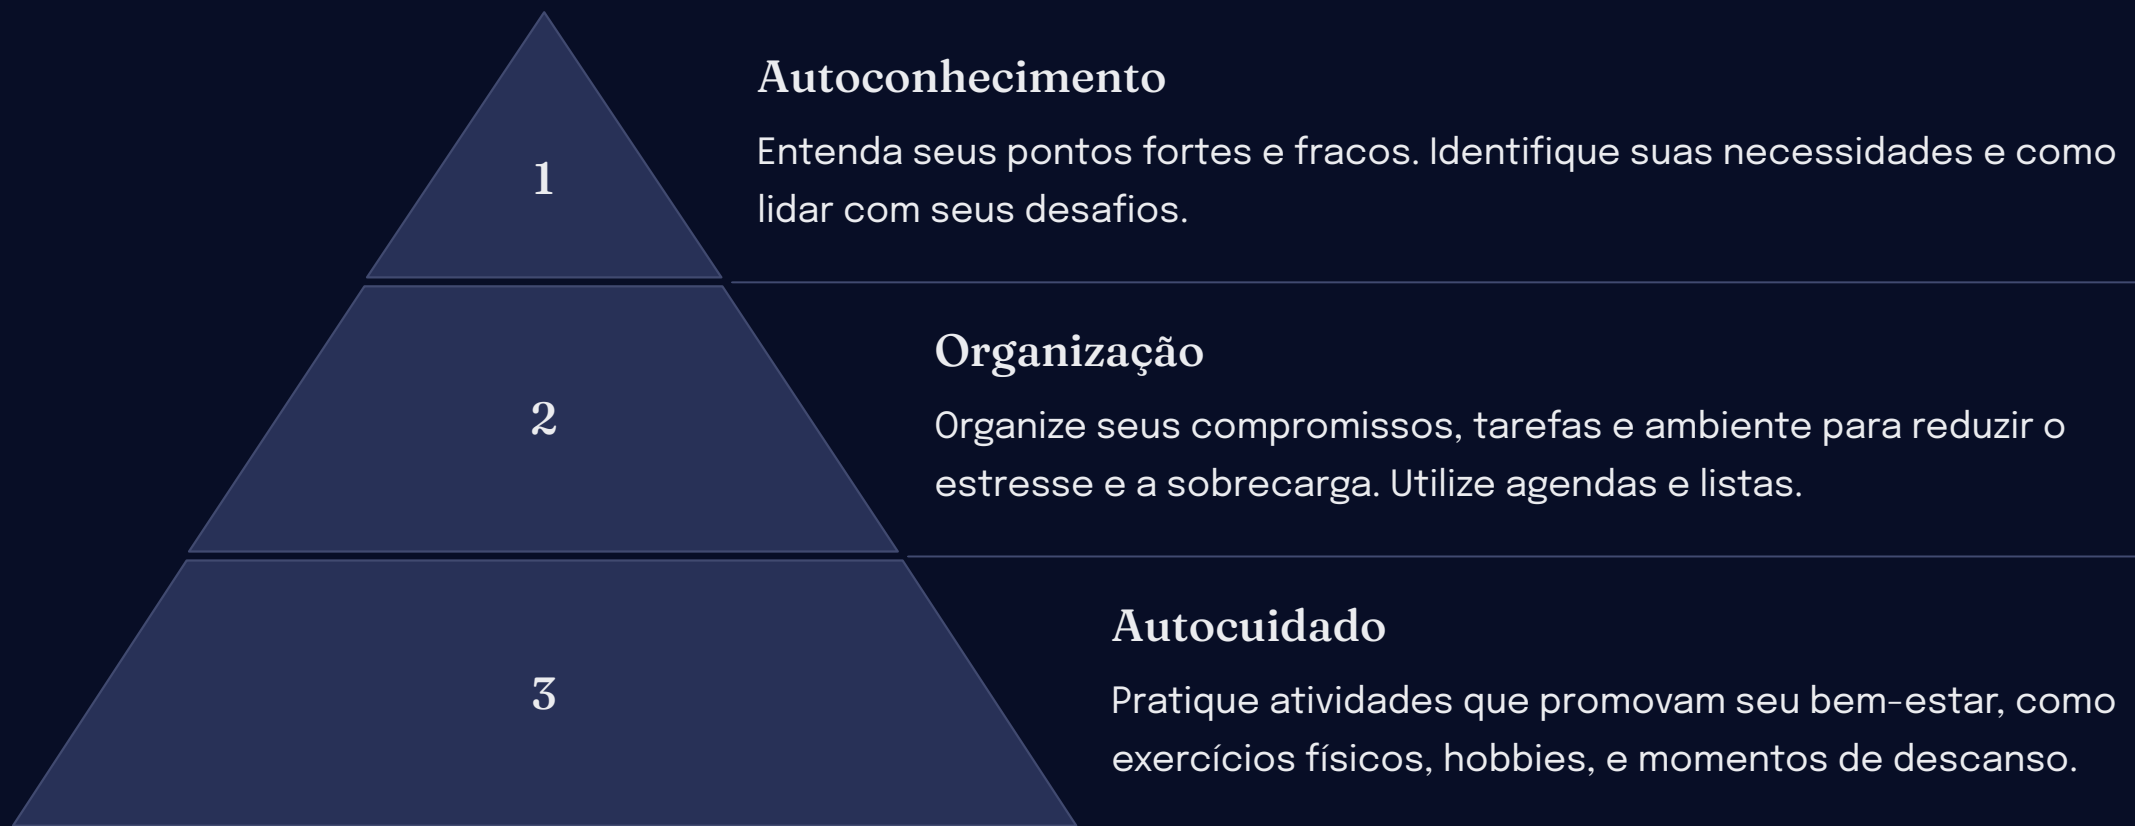 1
Autoconhecimento
Entenda seus pontos fortes e fracos. Identifique suas necessidades e como
lidar com seus desafios.
2
Organização
Organize seus compromissos, tarefas e ambiente para reduzir o
estresse e a sobrecarga. Utilize agendas e listas.
3
Autocuidado
Pratique atividades que promovam seu bem-estar, como
exercícios físicos, hobbies, e momentos de descanso.